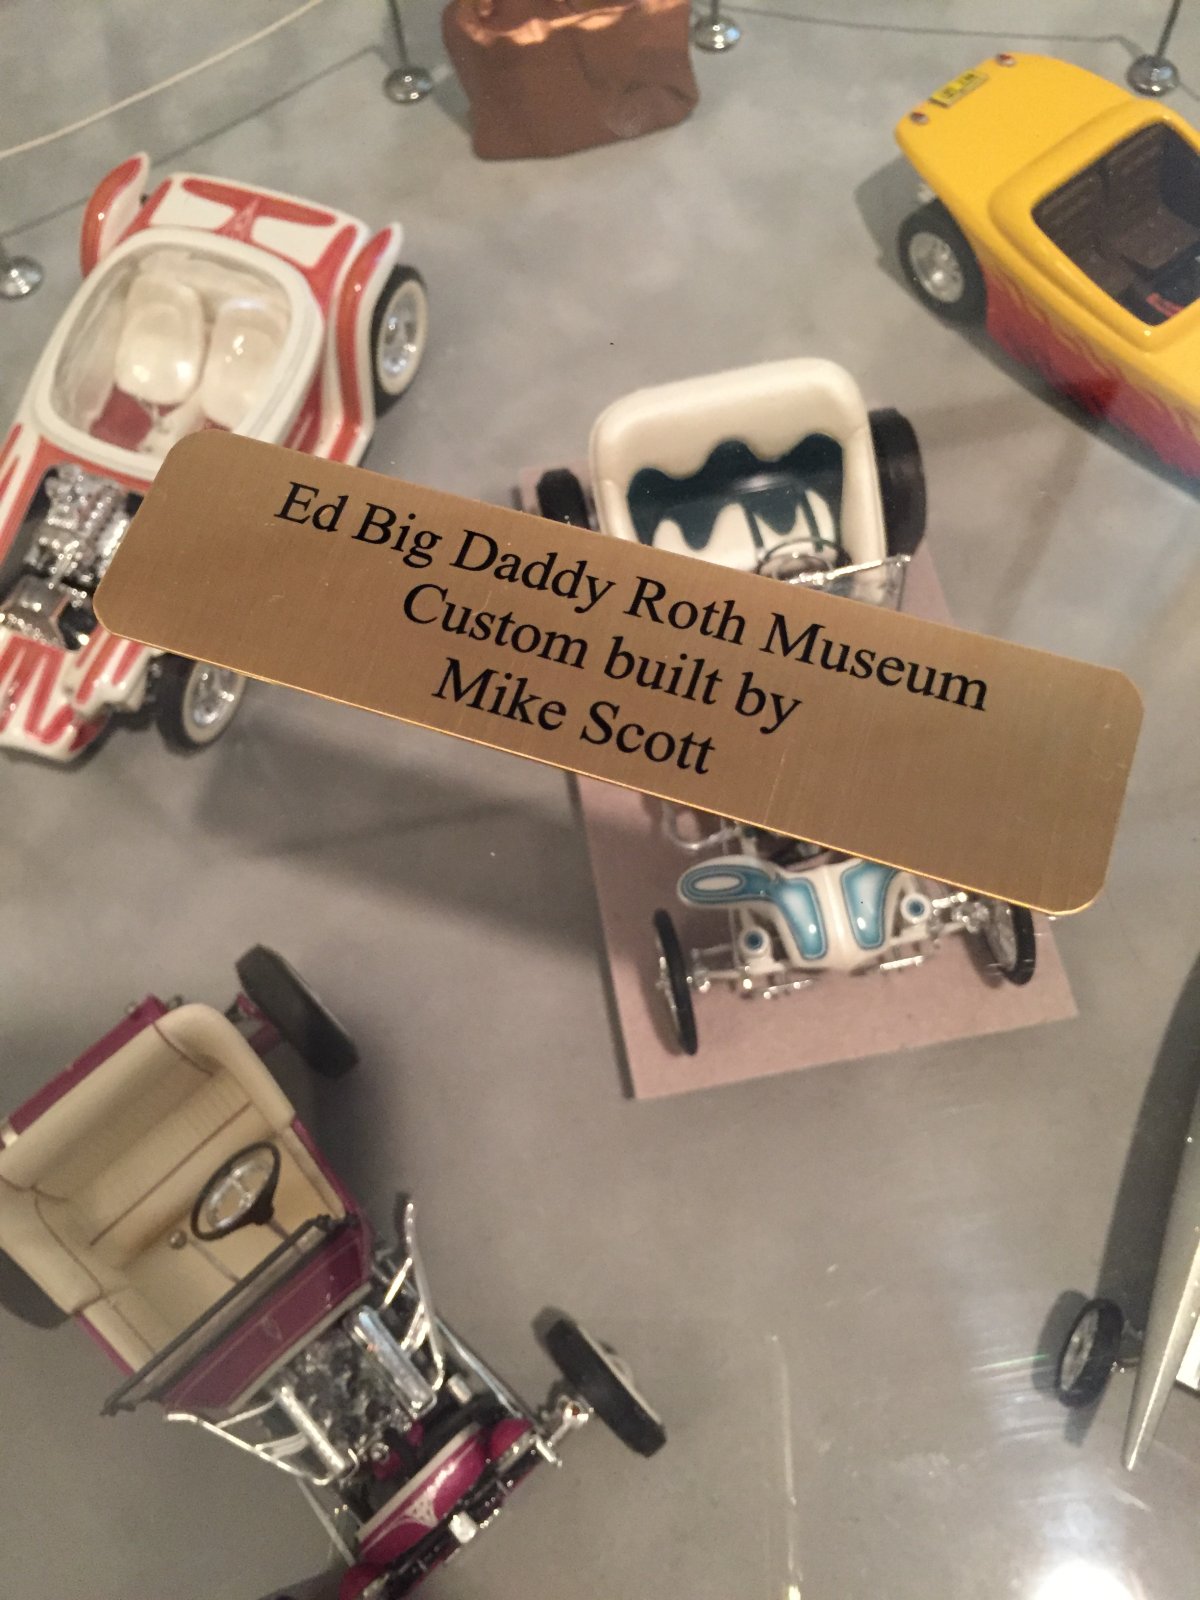 Ed Big Daddy Roth Museum
Custom built by
Mike Scott